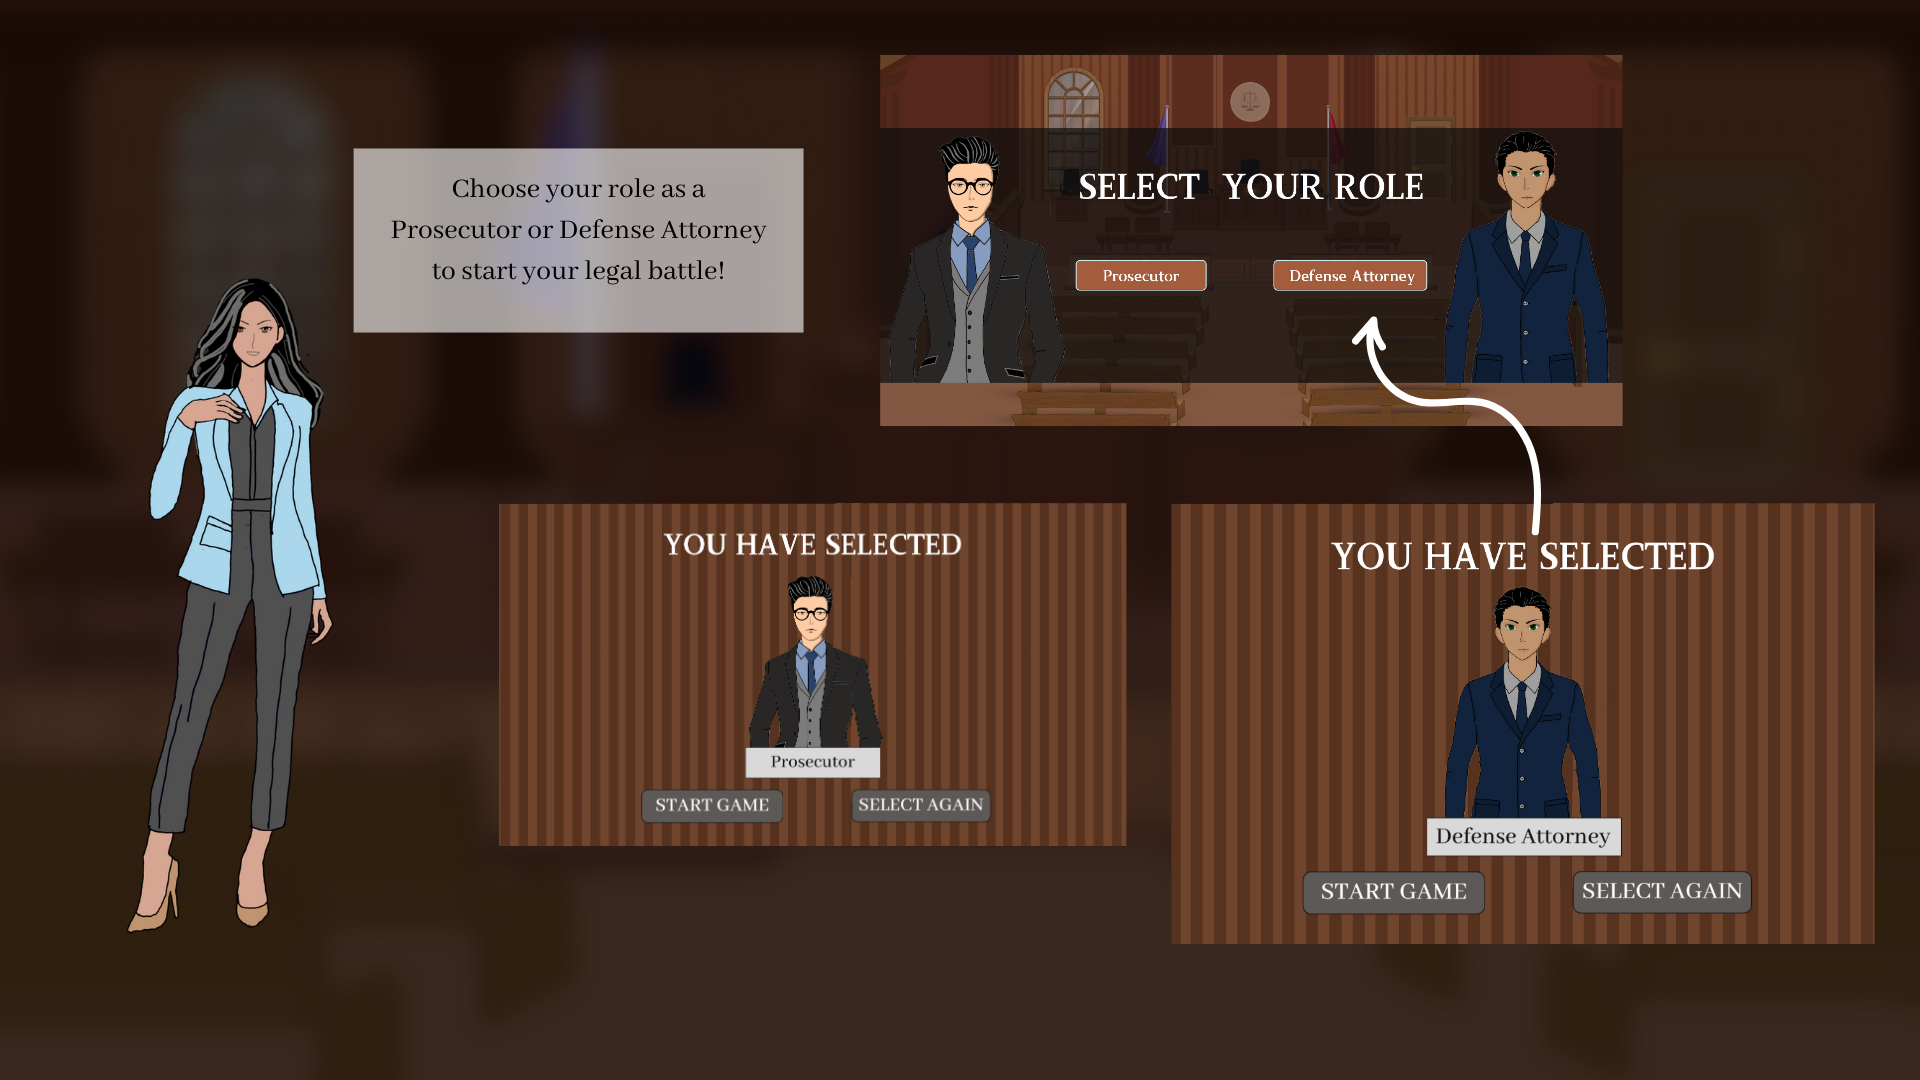 Choose your role as a
Prosecutor or Defense Attorney
to start your legal battle!
SELECT YOUR ROLE
Prosecutor
Defense Attorney
YOU HAVE SELECTED
Prosecutor
START GAME
SELECT AGAIN
YOU HAVE SELECTED
Defense Attorney
START GAME
SELECT AGAIN